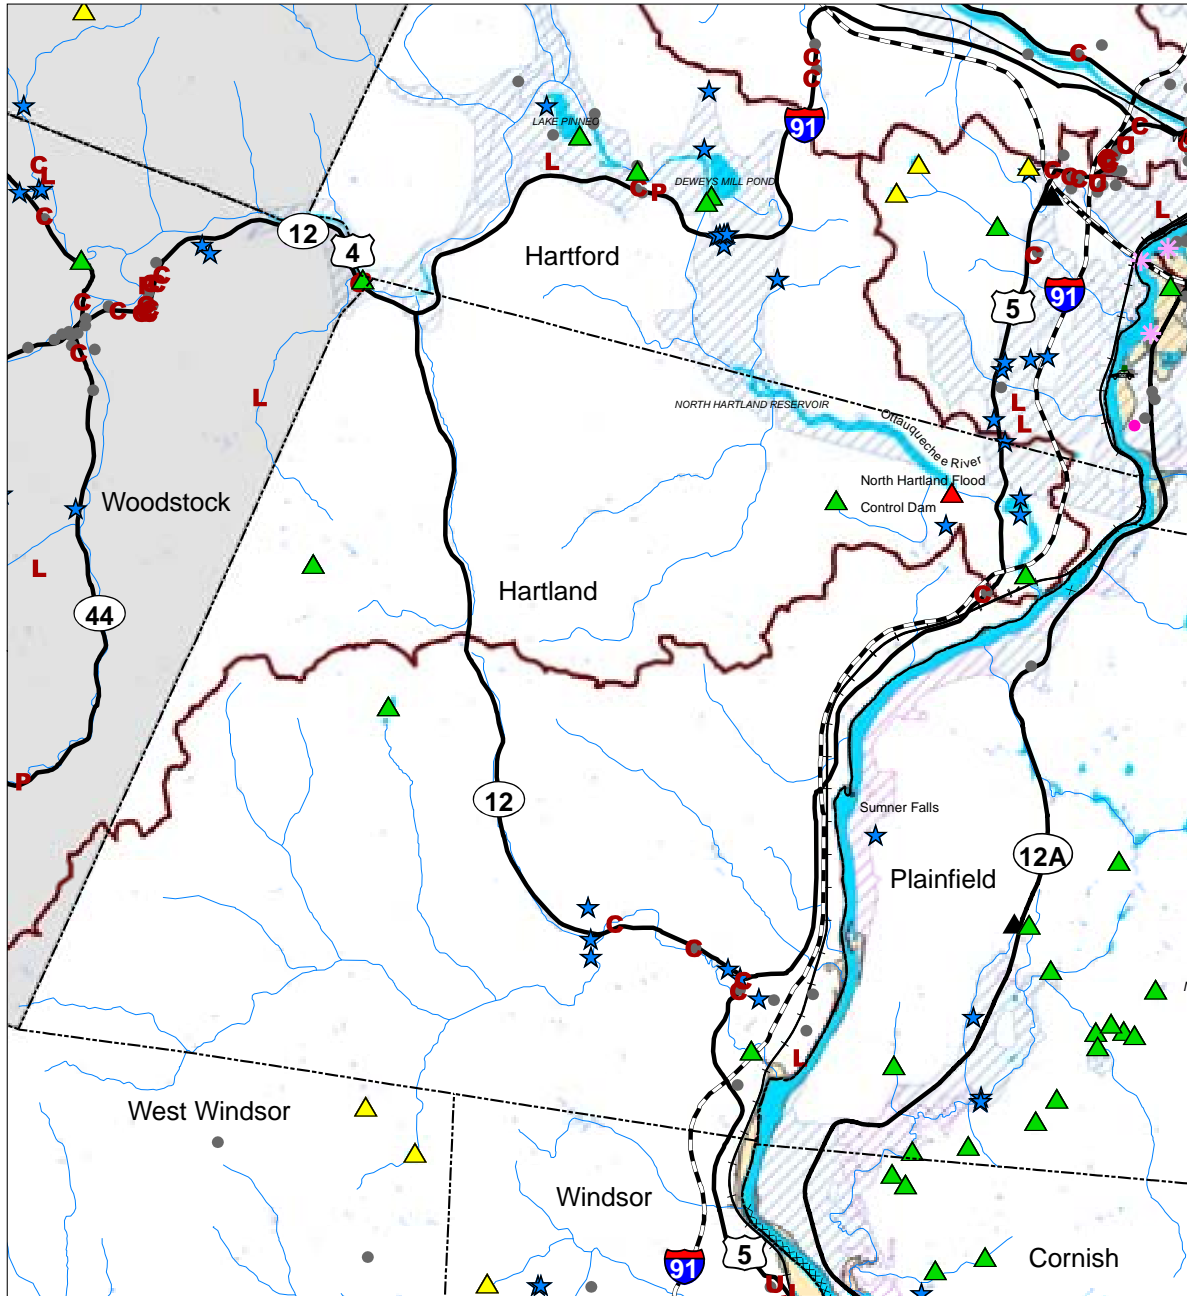 C
C
C
LAKE PINNEO
91
C
C
C
L
L
C
P
DEWEYS MILL POND
C
L
C
12
4
Hartford
C
5
91
C
C
C
C
C
L
NORTH HARTLAND RESERVOIR
L
L
Ottauquechee River
Woodstock
North Hartland Flood
Control Dam
L
Hartland
C
44
P
12
Sumner Falls
12A
Plainfield
C
C
C
C
L
West Windsor
Windsor
5
91
Cornish